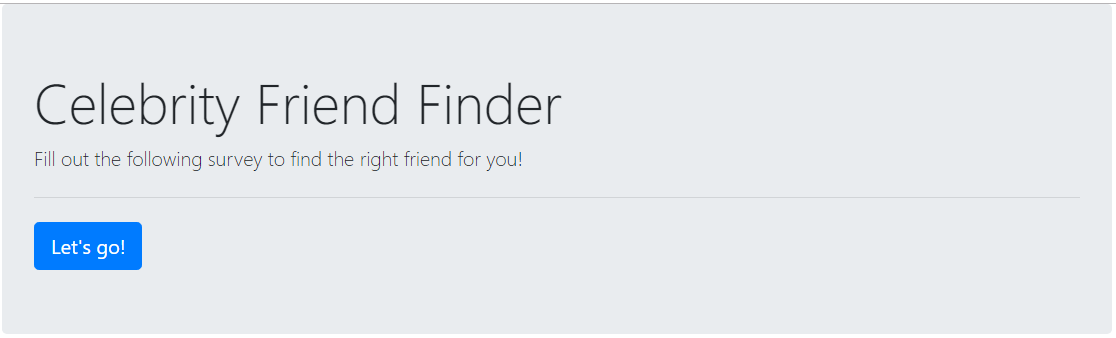 Celebrity Friend Finder
Fill out the following survey to find the right friend for you!
Let's go!